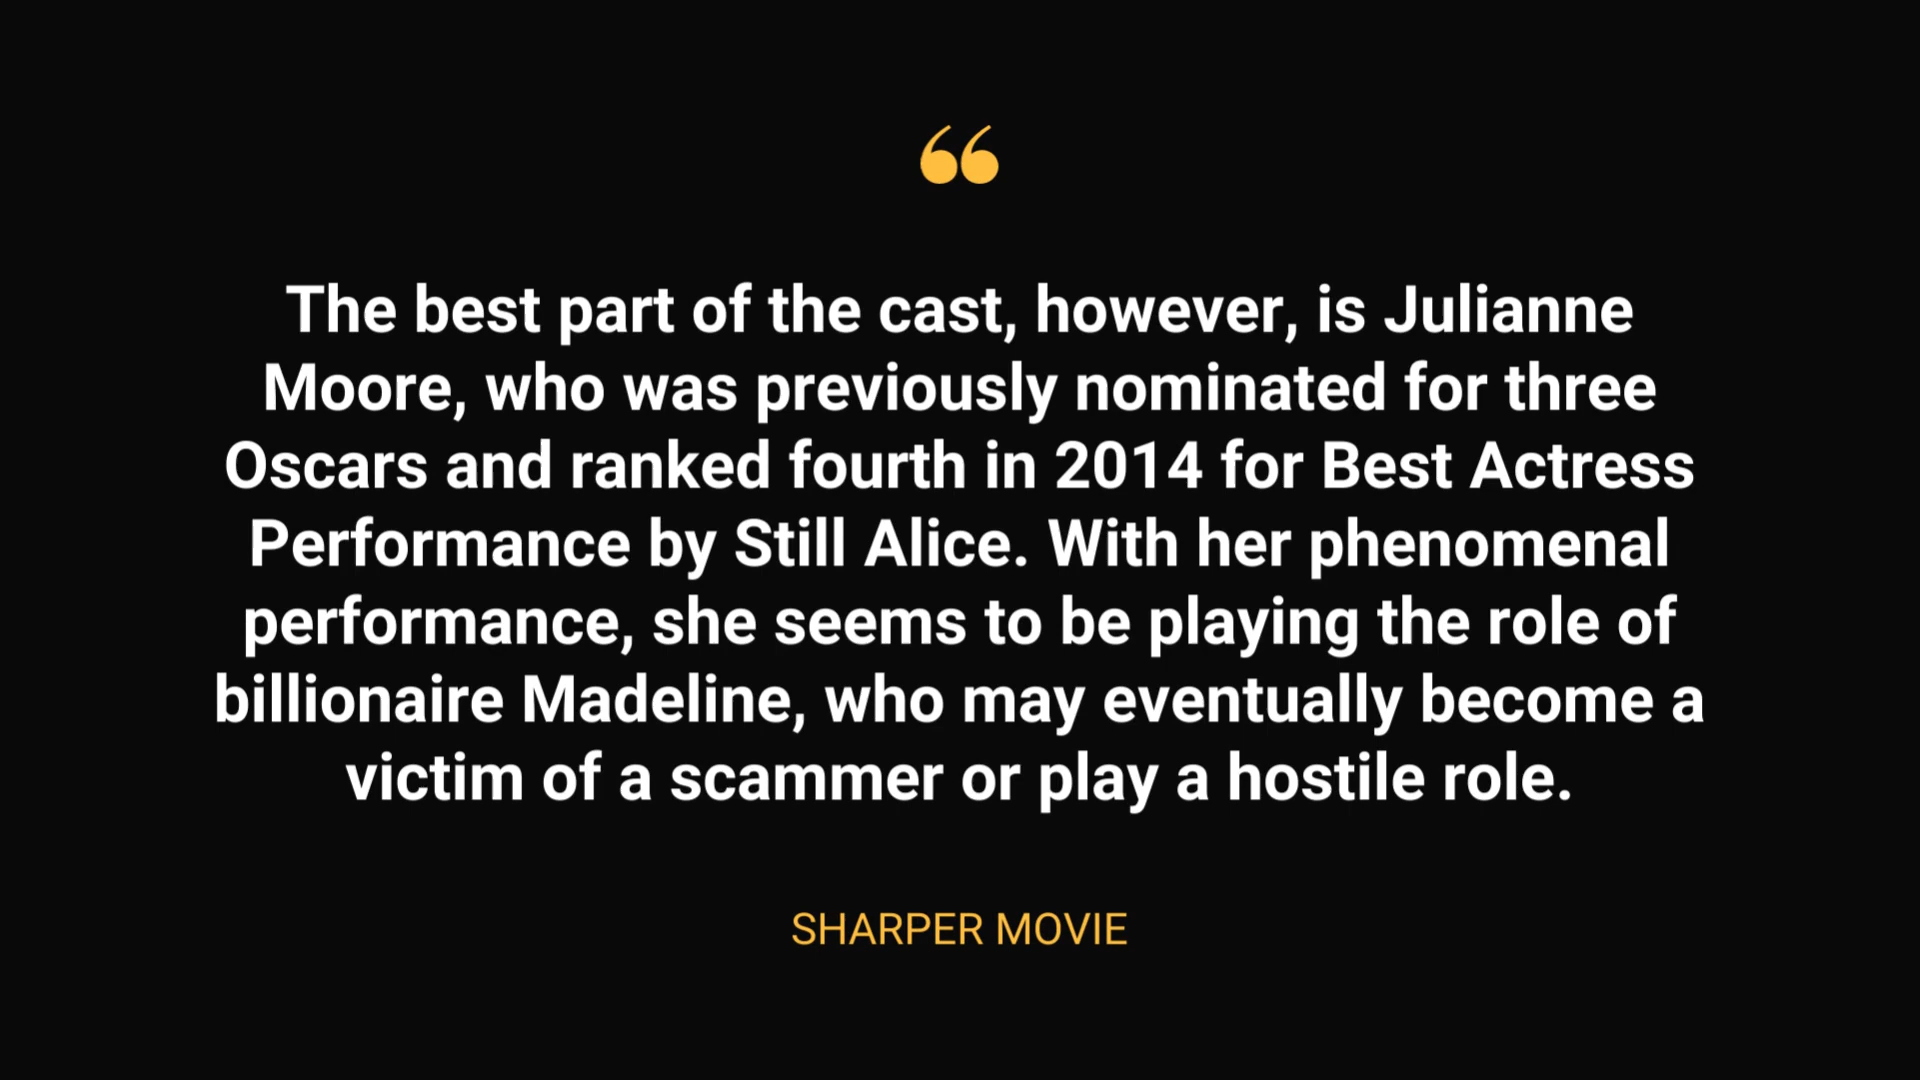 “
The best part of the cast, however, is Julianne
Moore, who was previously nominated for three
Oscars and ranked fourth in 2014 for Best Actress
Performance by Still Alice. With her phenomenal
performance, she seems to be playing the role of
billionaire Madeline, who may eventually become a
victim of a scammer or play a hostile role.
SHARPER MOVIE